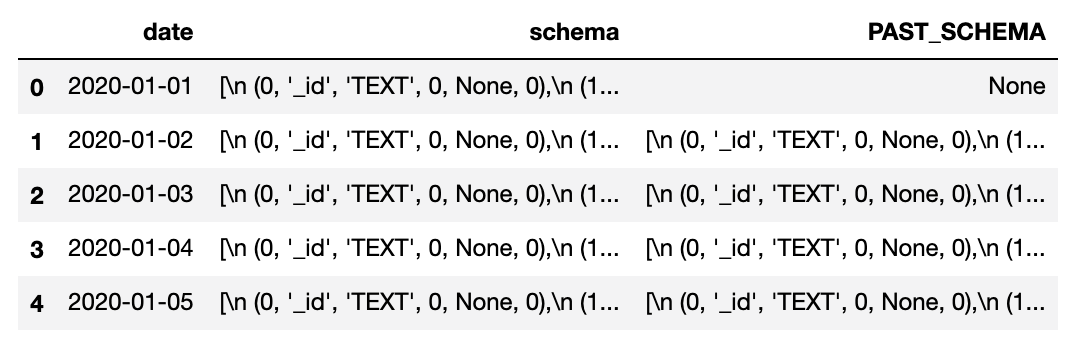 date schema PAST_SCHEMA
0 2020-01-01 [\n (0, '_id', 'TEXT', 0, None, 0),\n (1... None
1 2020-01-02 [\n (0, '_id', 'TEXT', 0, None, 0),\n (1... [\n (0, '_id', 'TEXT', 0, None, 0),\n (1...
2 2020-01-03 [\n (0, '_id', 'TEXT', 0, None, 0),\n (1... [\n (0, '_id', 'TEXT', 0, None, 0),\n (1...
3 2020-01-04 [\n (0, '_id', 'TEXT', 0, None, 0),\n (1... [\n (0, '_id', 'TEXT', 0, None, 0),\n (1...
4 2020-01-05 [\n (0, '_id', 'TEXT', 0, None, 0),\n (1... [\n (0, '_id', 'TEXT', 0, None, 0),\n (1...